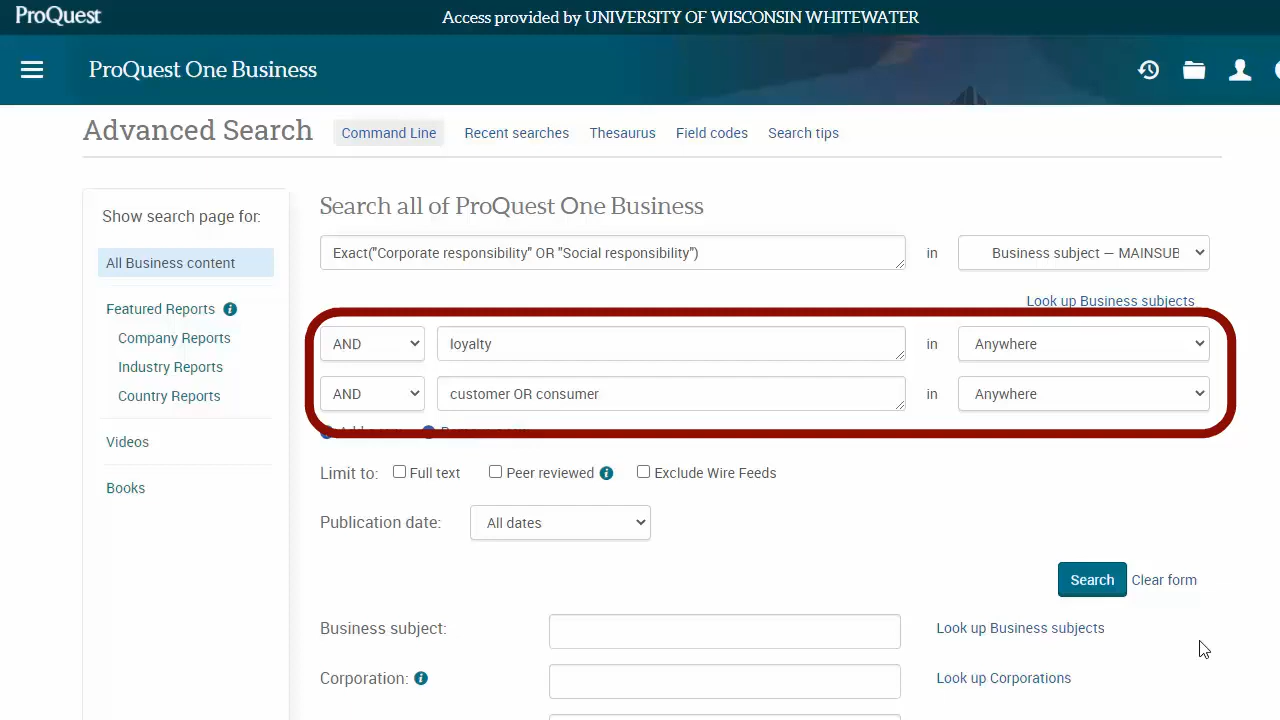 ProQuest
Access provided by UNIVERSITY OF WISCONSIN WHITEWATER
ProQuest One Business
Advanced Search Command Line Recent searches Thesaurus Field codes Search tips
Show search page for:
All Business content
Featured Reports i
Company Reports
Industry Reports
Country Reports
Videos
Books
Search all of ProQuest One Business
Exact("Corporate responsibility" OR "Social responsibility") in Business subject — MAINSUB
Look up Business subjects
AND loyalty in Anywhere
AND customer OR consumer in Anywhere
Limit to: Full text Peer reviewed i Exclude Wire Feeds
Publication date: All dates
Search Clear form
Business subject: Look up Business subjects
Corporation: i Look up Corporations